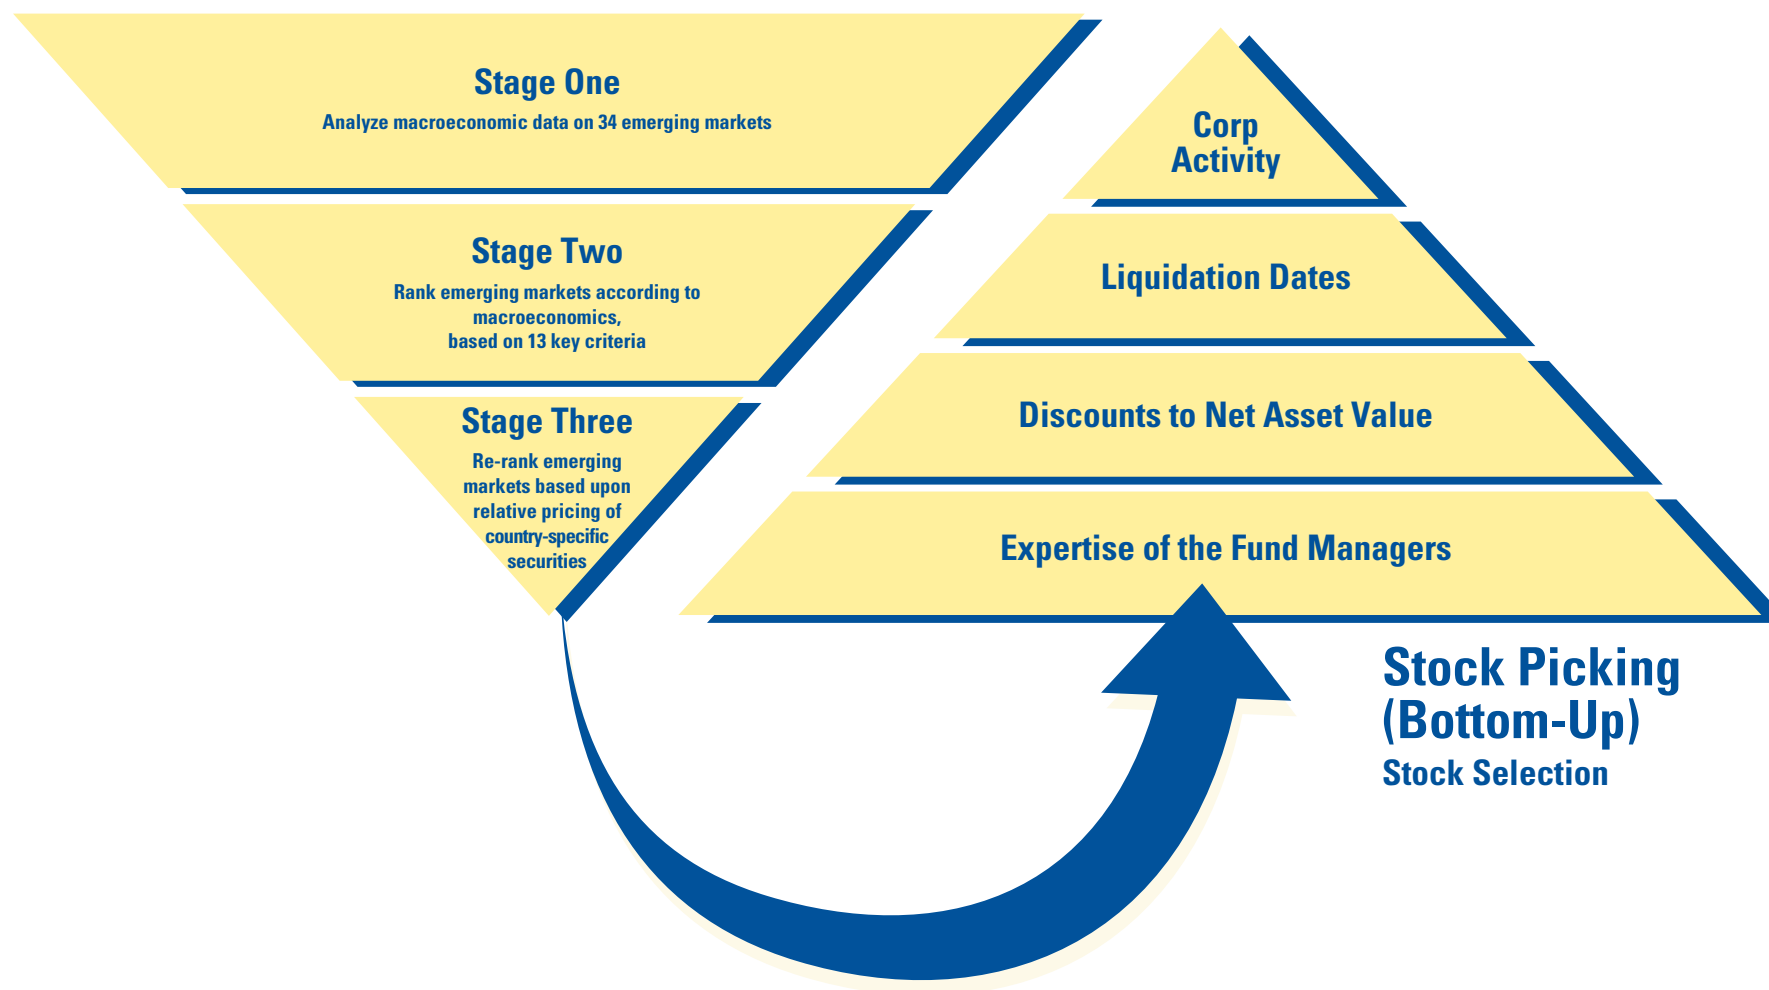 Stage One
Analyze macroeconomic data on 34 emerging markets
Stage Two
Rank emerging markets according to
macroeconomics,
based on 13 key criteria
Stage Three
Re-rank emerging
markets based upon
relative pricing of
country-specific
securities
Corp
Activity
Liquidation Dates
Discounts to Net Asset Value
Expertise of the Fund Managers
Stock Picking
(Bottom-Up)
Stock Selection